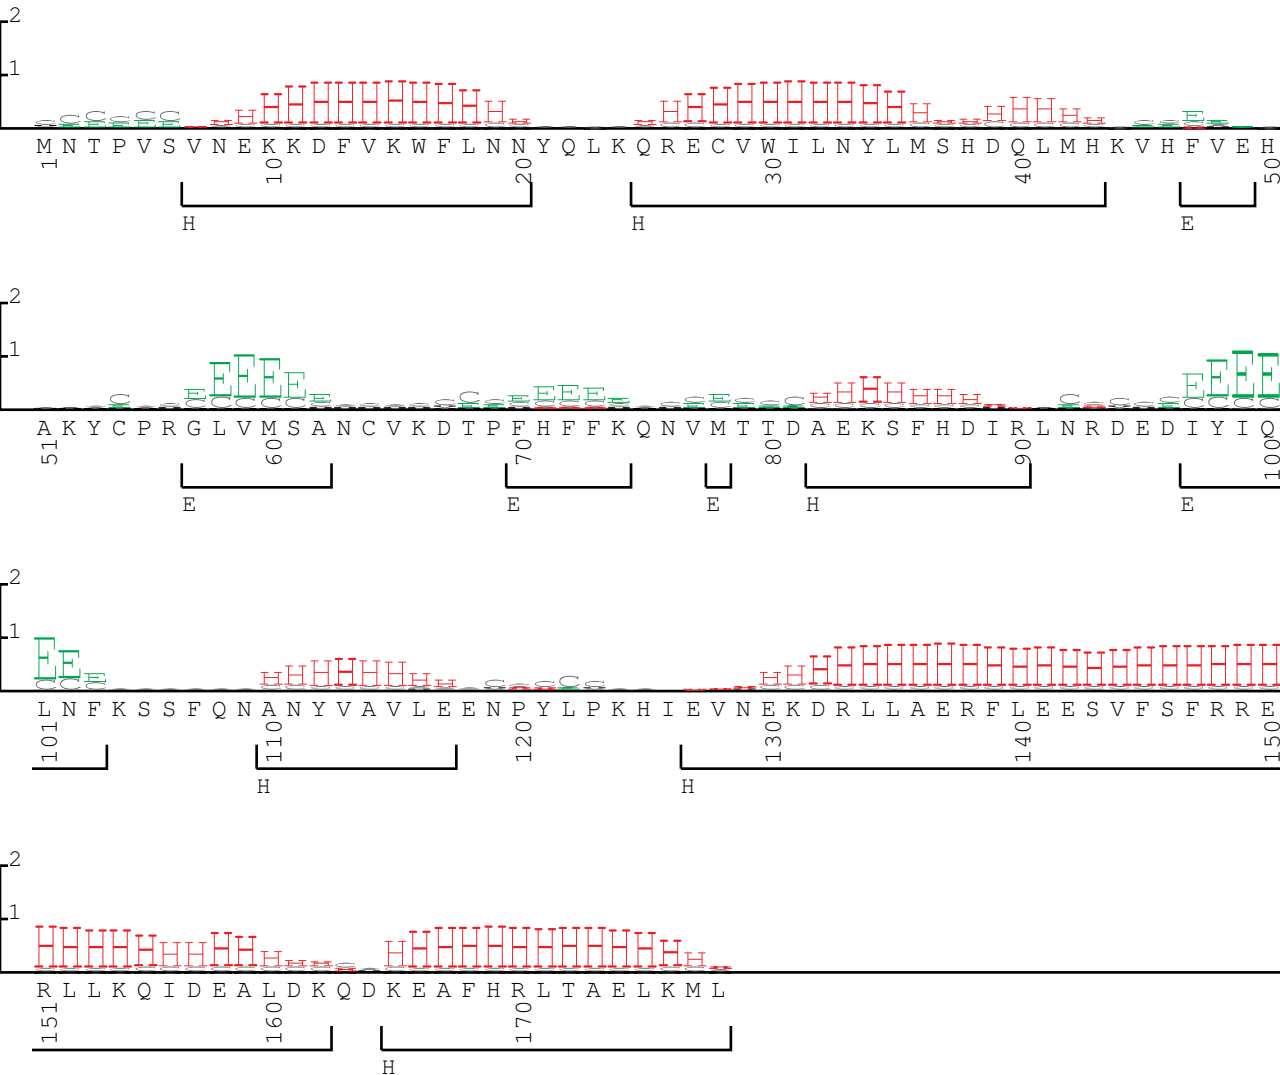 2
1
M N T P V S V N E K K D F V K W F L N N Y Q L K Q R E C V W I L N Y L M S H D Q L M H K V H F V E H
1 10 20 30 40 50
H H E
2
1
A K Y C P R G L V M S A N C V K D T P F H F F K Q N V M T T D A E K S F H D I R L N R D E D I Y I Q
51 60 70 80 90 100
E E E H E
2
1
L N F K S S F Q N A N Y V A V L E E N P Y L P K H I E V N E K D R L L A E R F L E E S V F S F R R E
101 110 120 130 140 150
H H
2
1
R L L K Q I D E A L D K Q D K E A F H R L T A E L K M L
151 160 170
H